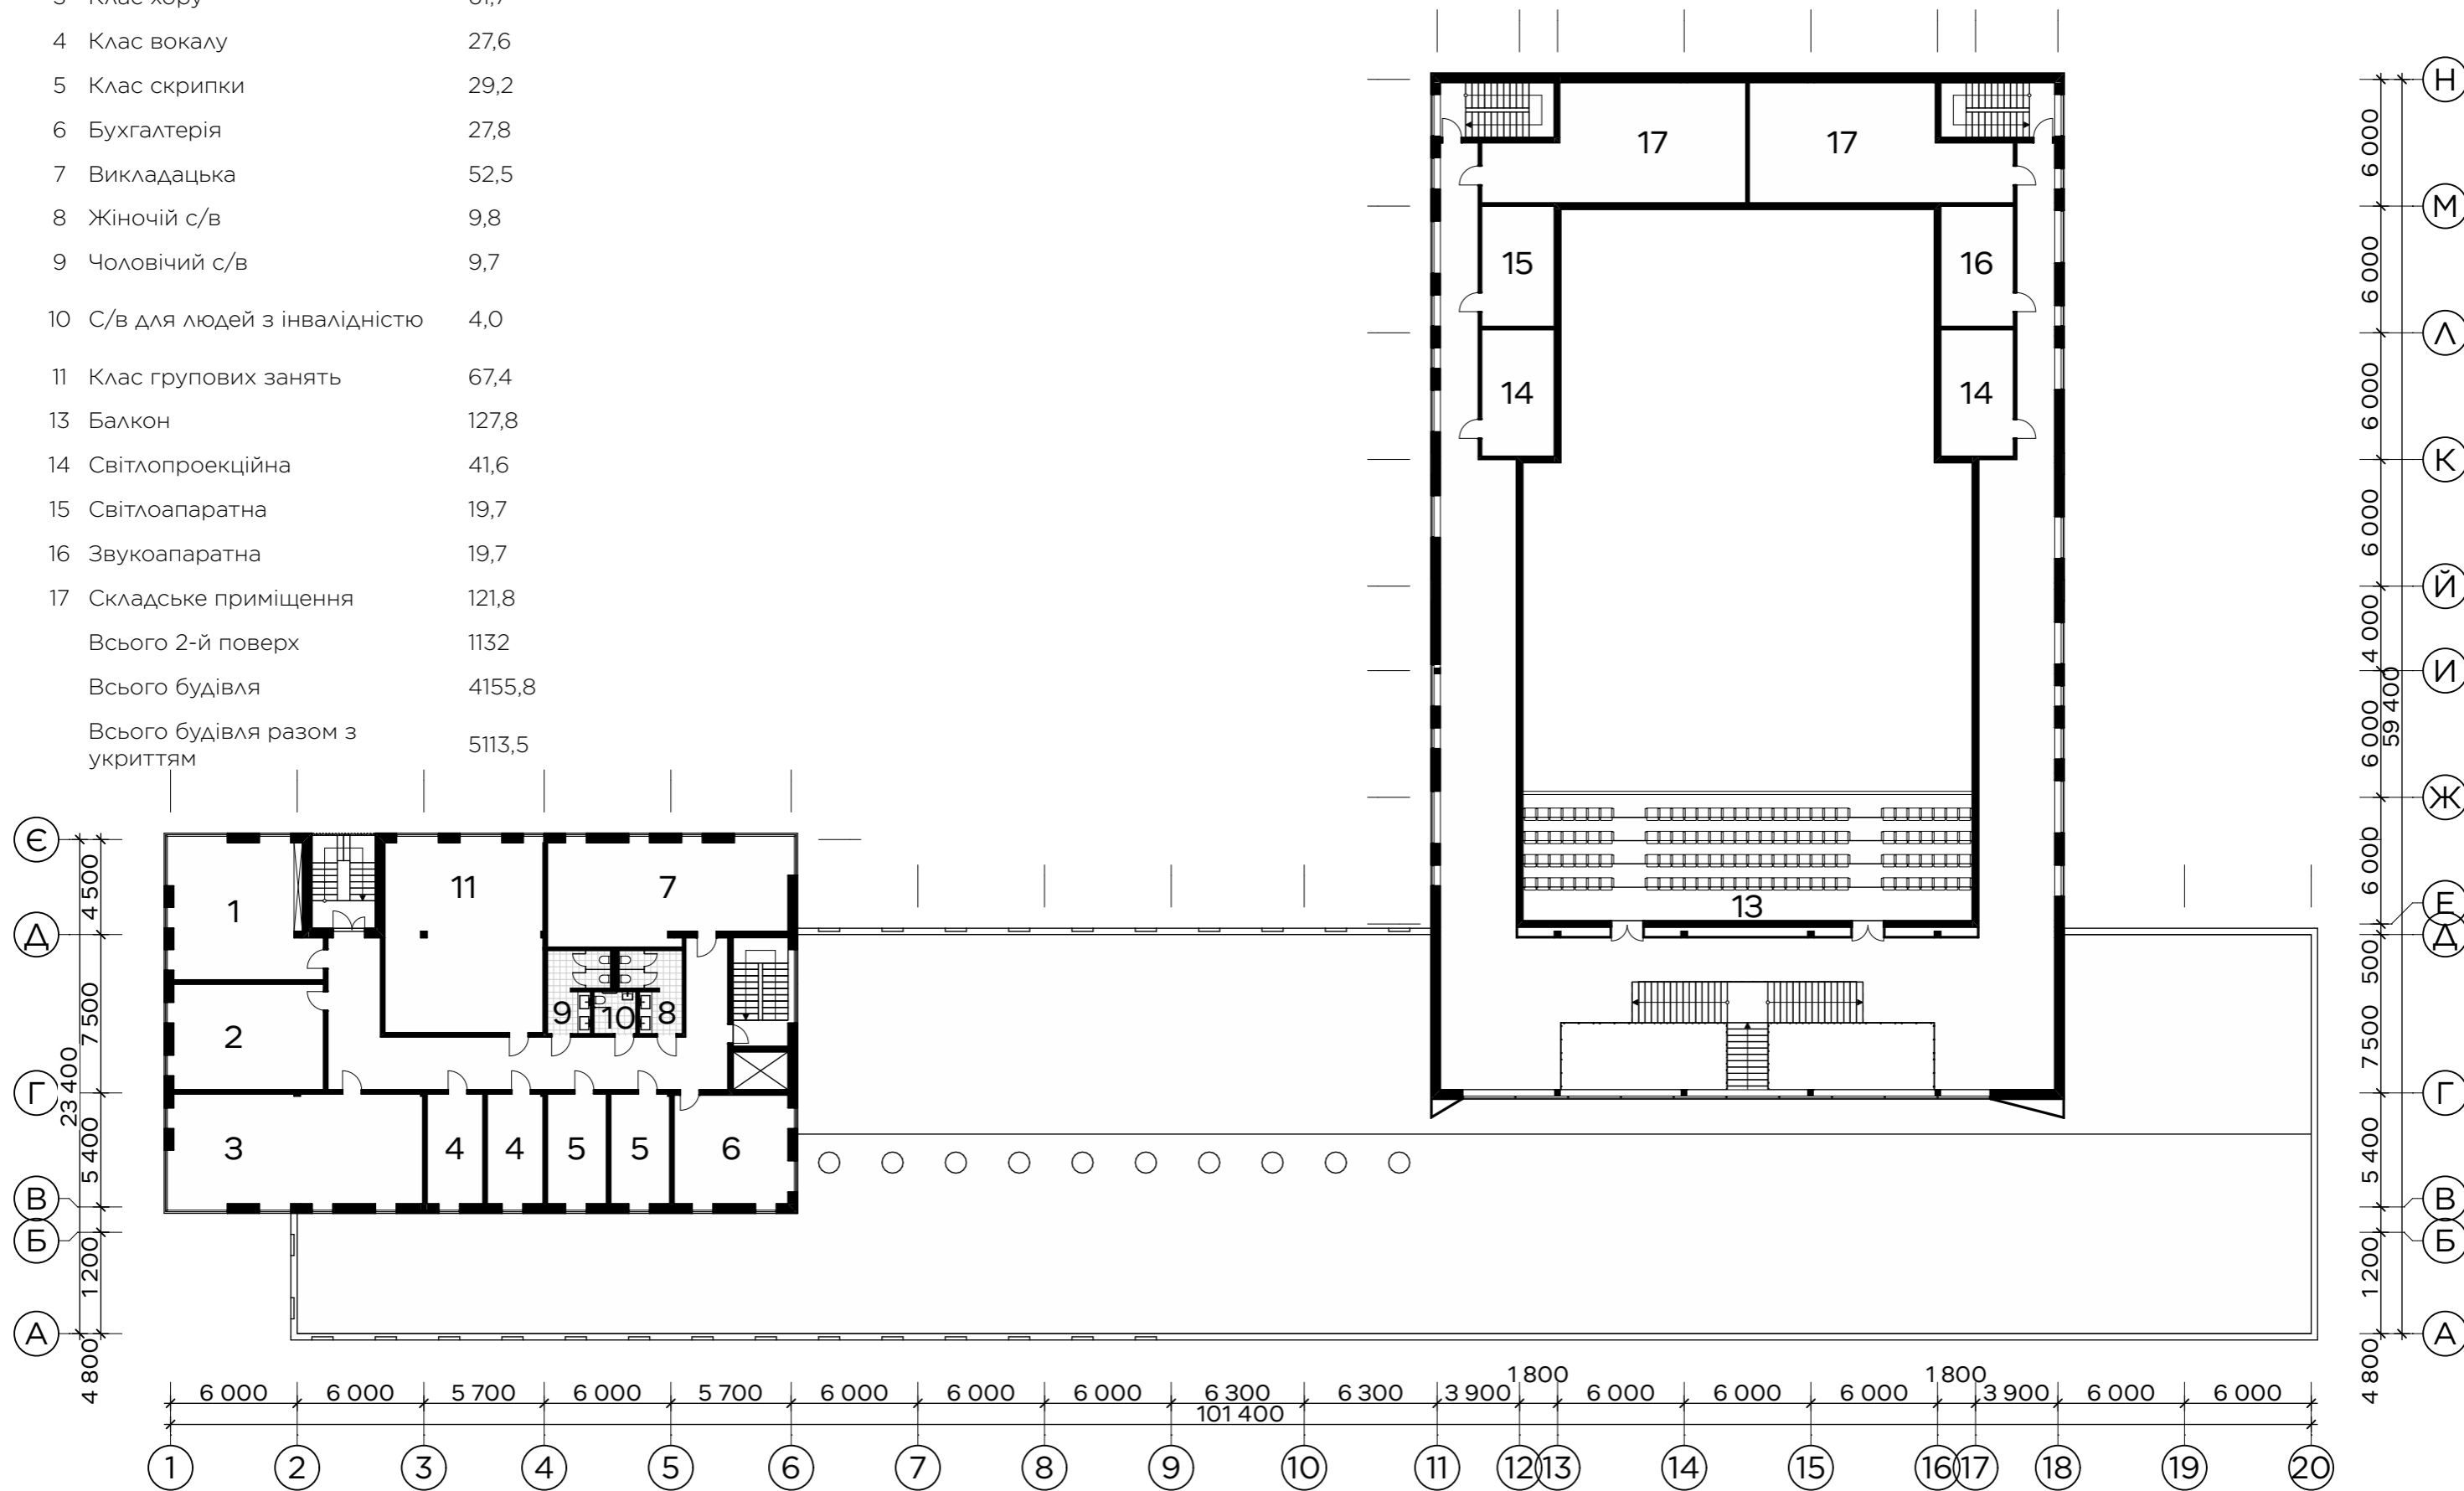 4 Клас вокалу 27,6
5 Клас скрипки 29,2
6 Бухгалтерія 27,8
7 Викладацька 52,5
8 Жіночій с/в 9,8
9 Чоловічий с/в 9,7
10 С/в для людей з інвалідністю 4,0
11 Клас групових занять 67,4
13 Балкон 127,8
14 Світлопроекційна 41,6
15 Світлоапаратна 19,7
16 Звукоапаратна 19,7
17 Складське приміщення 121,8
Всього 2-й поверх 1132
Всього будівля 4155,8
Всього будівля разом з
укриттям 5113,5
17 17
15 16
14 14
13
1 11 7
2 9 10 8
3 4 4 5 5 6
Є
Д
Г
В
Б
А
4 500
7 500
23 400
5 400
1 200
4 800
Н
М
Л
К
Й
И
Ж
Е
Д
Г
В
Б
А
6 000
6 000
6 000
6 000
4 000
59 400
6 000
6 000
500
7 500
5 400
1 200
4 800
1 800 1 800
6 000 6 000 5 700 6 000 5 700 6 000 6 000 6 000 6 300 6 300 3 900 6 000 6 000 6 000 3 900 6 000 6 000
101 400
1 2 3 4 5 6 7 8 9 10 11 12 13 14 15 16 17 18 19 20